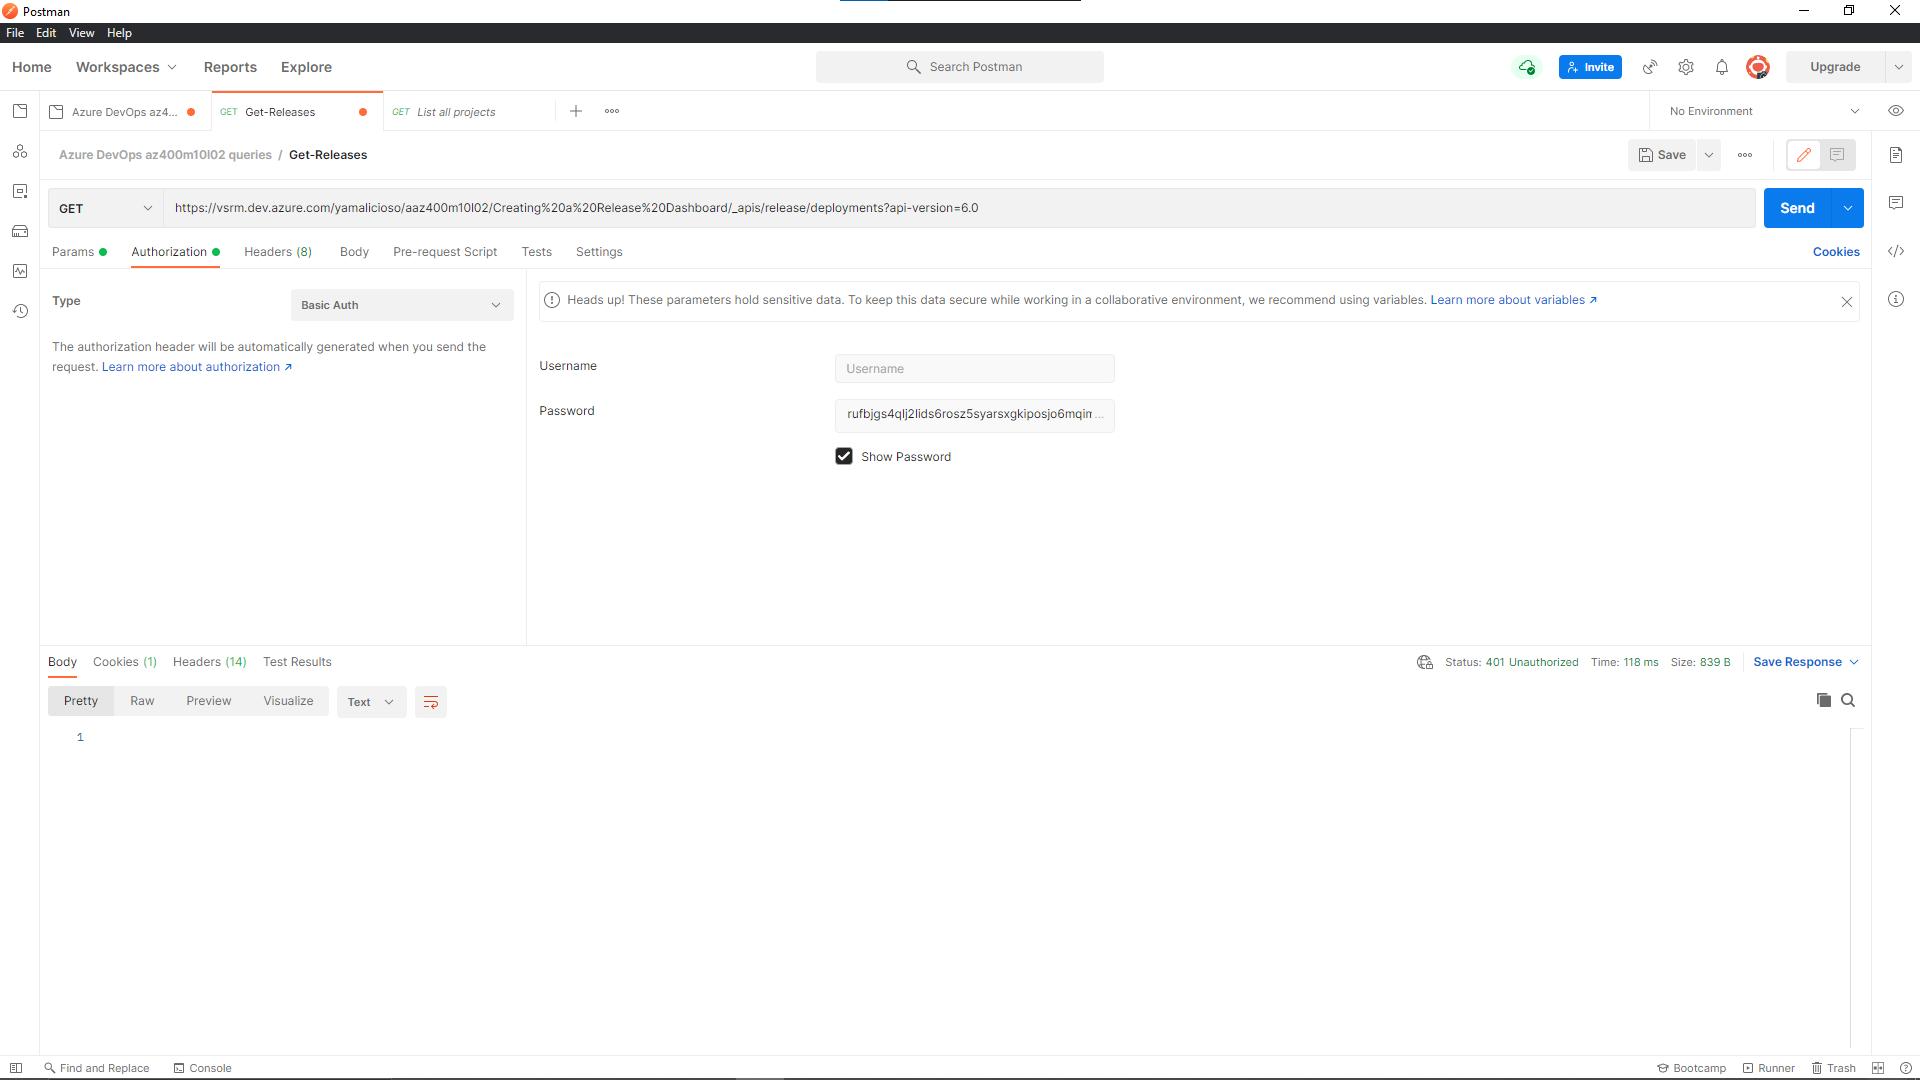 Postman
File Edit View Help
Home Workspaces Reports Explore Search Postman Invite Upgrade
Azure DevOps az4... GET Get-Releases GET List all projects No Environment
Azure DevOps az400m10l02 queries / Get-Releases Save
GET https://vsrm.dev.azure.com/yamalicioso/aaz400m10l02/Creating%20a%20Release%20Dashboard/_apis/release/deployments?api-version=6.0 Send
Params Authorization Headers (8) Body Pre-request Script Tests Settings Cookies
Type Basic Auth
Heads up! These parameters hold sensitive data. To keep this data secure while working in a collaborative environment, we recommend using variables. Learn more about variables ↗
The authorization header will be automatically generated when you send the
request. Learn more about authorization ↗
Username Username
Password rufbjgs4qlj2lids6rosz5syarsxgkiposjo6mqim...
Show Password
Body Cookies (1) Headers (14) Test Results Status: 401 Unauthorized Time: 118 ms Size: 839 B Save Response
Pretty Raw Preview Visualize Text
1
Find and Replace Console Bootcamp Runner Trash